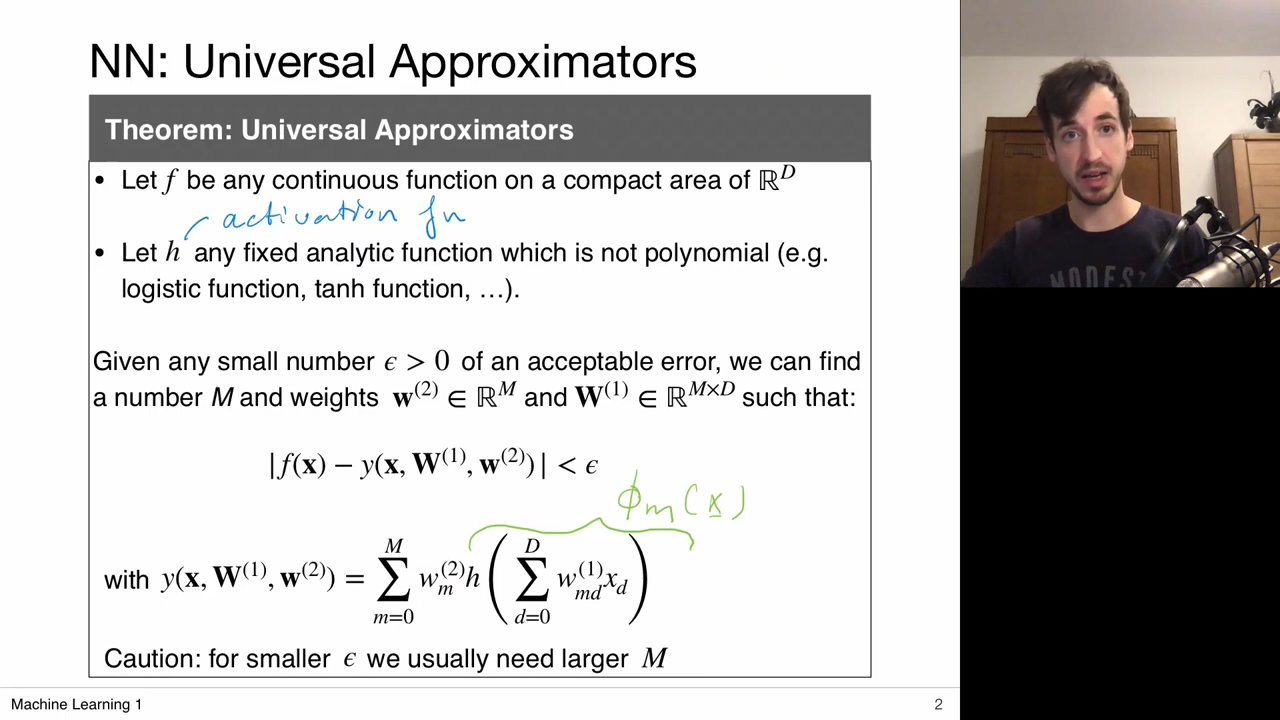 NN: Universal Approximators
Theorem: Universal Approximators
• Let f be any continuous function on a compact area of ℝ^D
activation fn
• Let h any fixed analytic function which is not polynomial (e.g.
logistic function, tanh function, …).
Given any small number ϵ > 0 of an acceptable error, we can find
a number M and weights w^(2) ∈ ℝ^M and W^(1) ∈ ℝ^{M×D} such that:
|f(x) − y(x, W^(1), w^(2))| < ϵ
ϕ_m(x)
with y(x, W^(1), w^(2)) = ∑_{m=0}^{M} w_m^(2) h(∑_{d=0}^{D} w_{md}^(1) x_d)
Caution: for smaller ϵ we usually need larger M
Machine Learning 1
2
MODEST